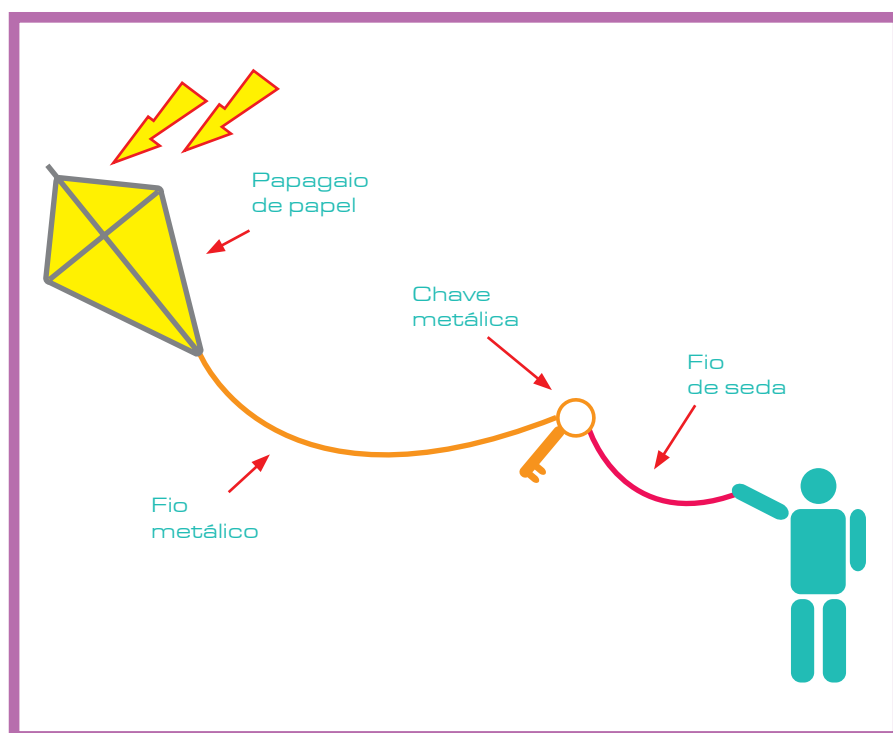 Papagaio
de papel
Chave
metálica
Fio
de seda
Fio
metálico